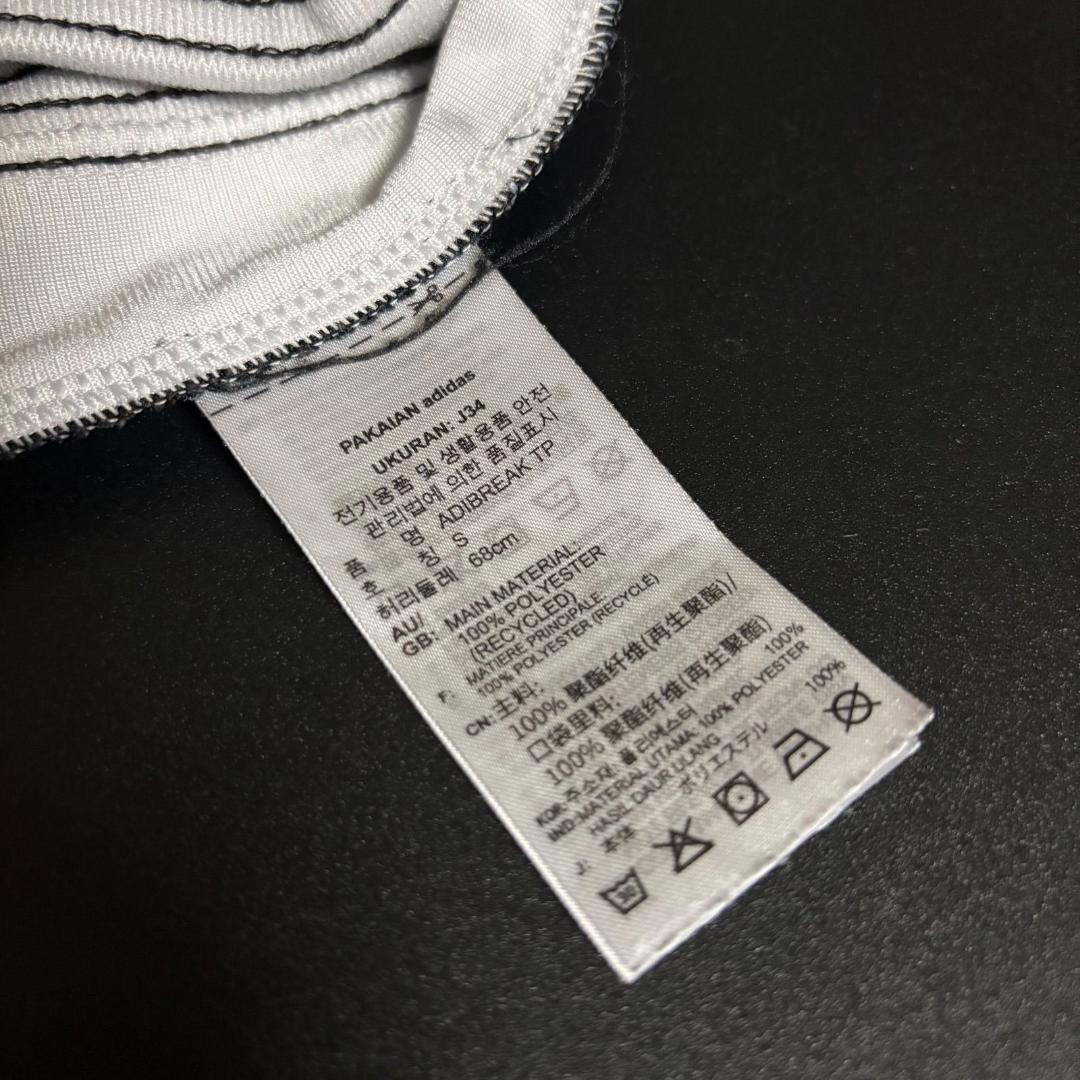 PAKAIAN adidas
UKURAN: J34
전기용품 및 생활용품 안전
관리법에 의한 품질표시
품 명 ADIBREAK TP
호 칭 S
허리둘레 68cm
AU/
GB: MAIN MATERIAL:
100% POLYESTER
(RECYCLED)
F: MATIERE PRINCIPALE:
100% POLYESTER (RECYCLÉ)
CN: 主料:
100% 聚酯纤维(再生聚酯)/
口袋里料:
100% 聚酯纤维(再生聚酯)
KOR-주소재: 폴리에스터 100%
IND-MATERIAL UTAMA: 100% POLYESTER
HASIL DAUR ULANG
J: 本体 ポリエステル 100%
30